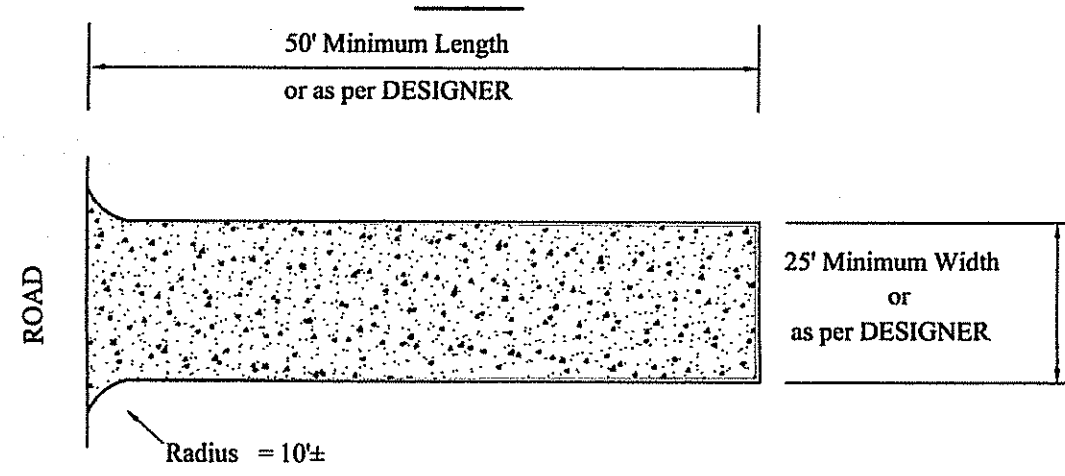 50' Minimum Length
or as per DESIGNER
ROAD
25' Minimum Width
or
as per DESIGNER
Radius = 10'±